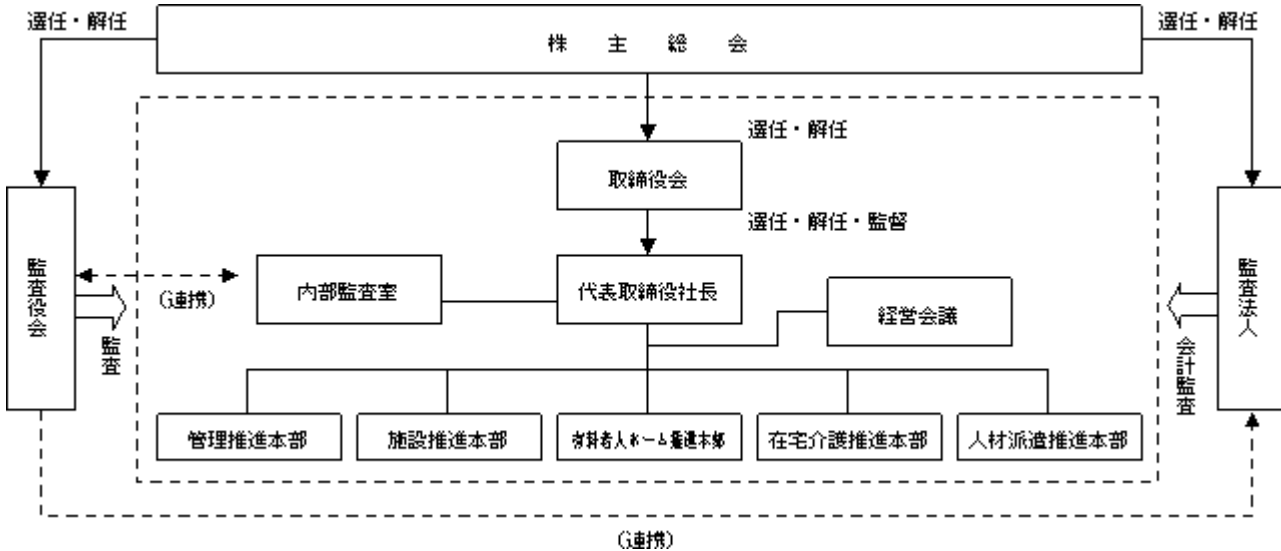 選任・解任
株主総会
選任・解任
選任・解任
取締役会
選任・解任・監督
監査役会
(連携)
監査
内部監査室
代表取締役社長
経営会議
会計監査
監査法人
管理推進本部
施設推進本部
有料老人ホーム推進本部
在宅介護推進本部
人材派遣推進本部
(連携)